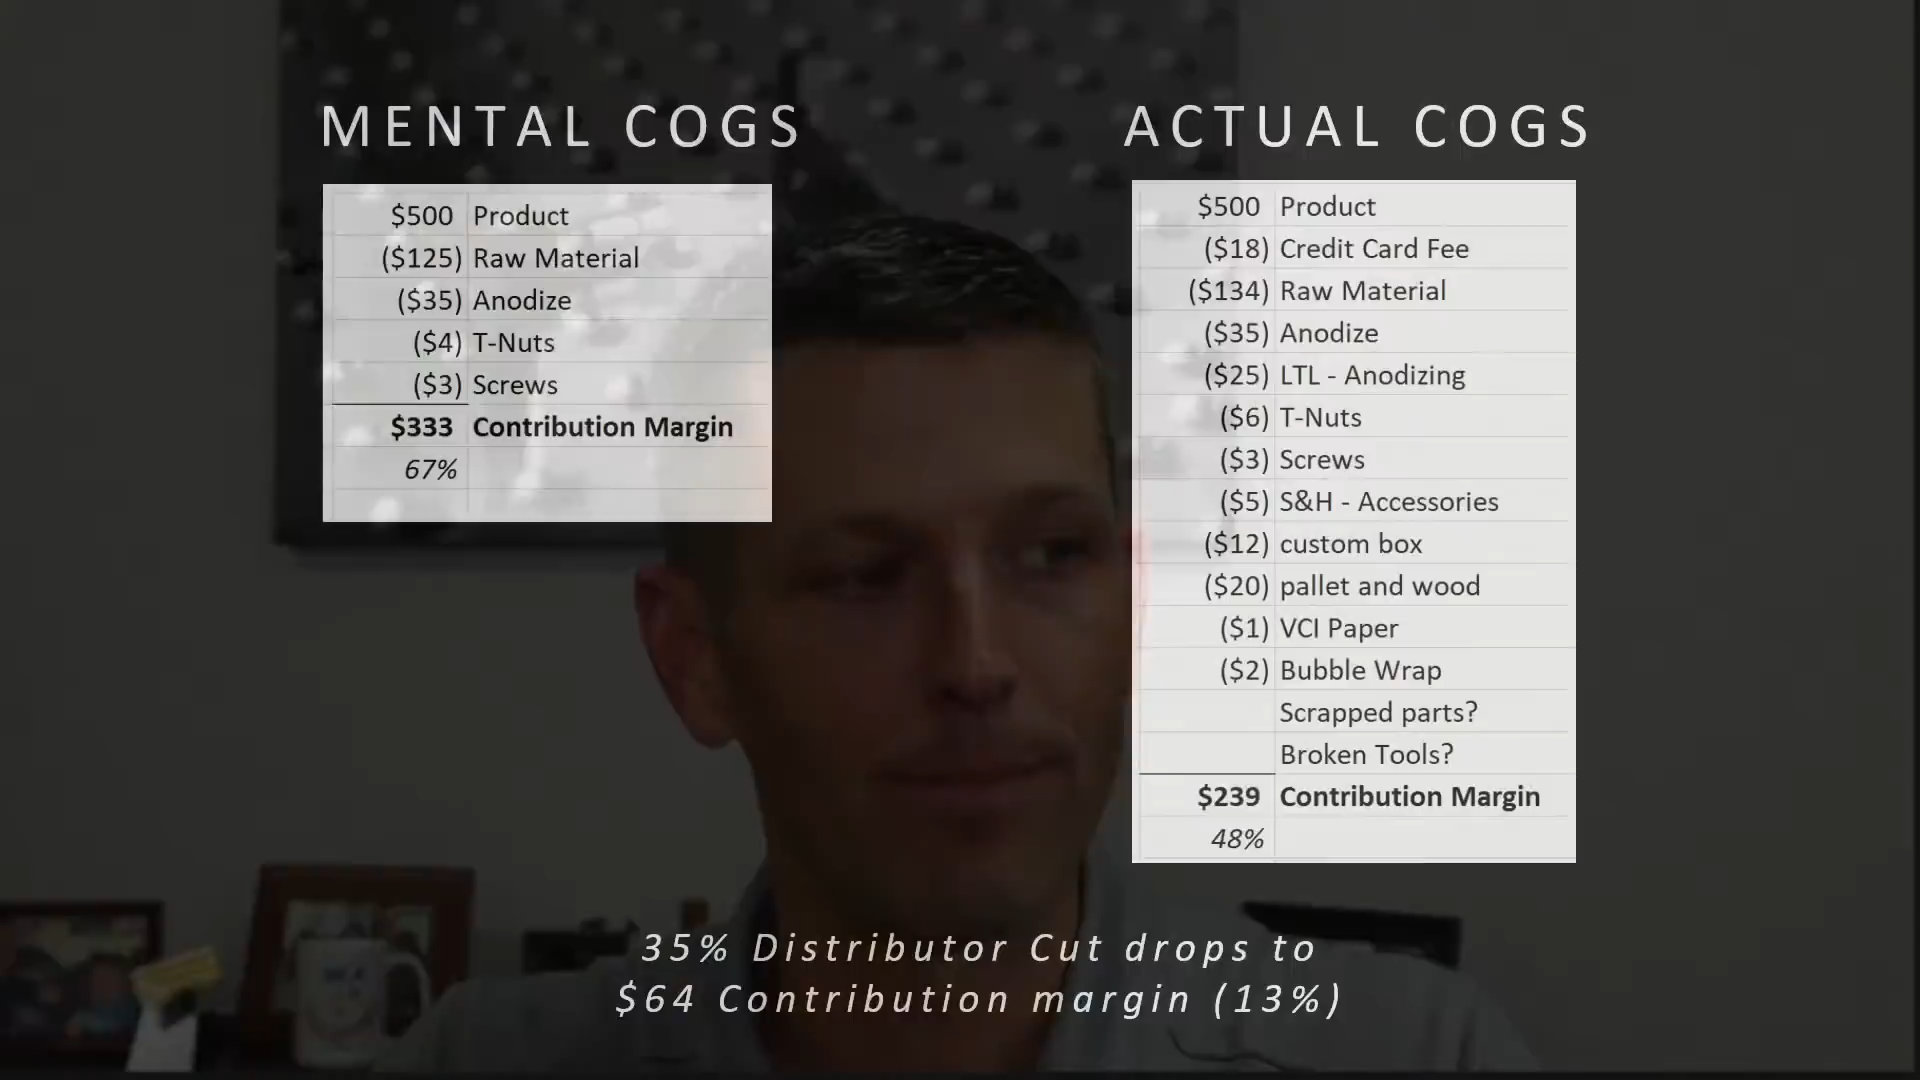 MENTAL COGS
$500 Product
($125) Raw Material
($35) Anodize
($4) T-Nuts
($3) Screws
$333 Contribution Margin
67%
ACTUAL COGS
$500 Product
($18) Credit Card Fee
($134) Raw Material
($35) Anodize
($25) LTL - Anodizing
($6) T-Nuts
($3) Screws
($5) S&H - Accessories
($12) custom box
($20) pallet and wood
($1) VCI Paper
($2) Bubble Wrap
Scrapped parts?
Broken Tools?
$239 Contribution Margin
48%
35% Distributor Cut drops to
$64 Contribution margin (13%)